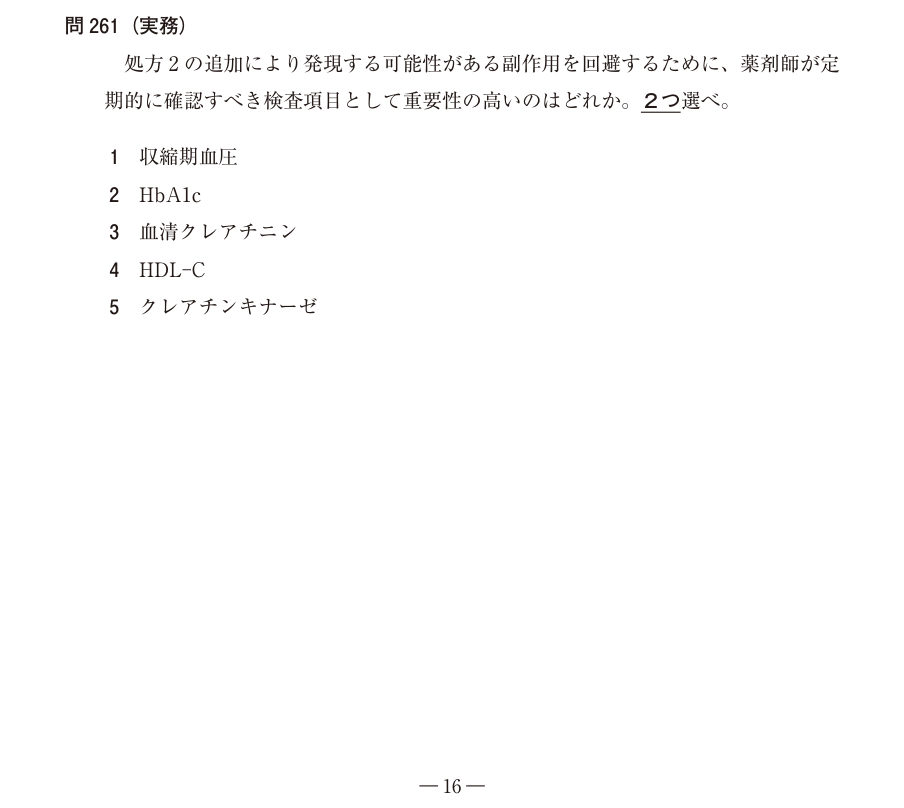 問 261（実務）
処方２の追加により発現する可能性がある副作用を回避するために、薬剤師が定
期的に確認すべき検査項目として重要性の高いのはどれか。２つ選べ。
1　収縮期血圧
2　HbA1c
3　血清クレアチニン
4　HDL-C
5　クレアチンキナーゼ
— 16 —